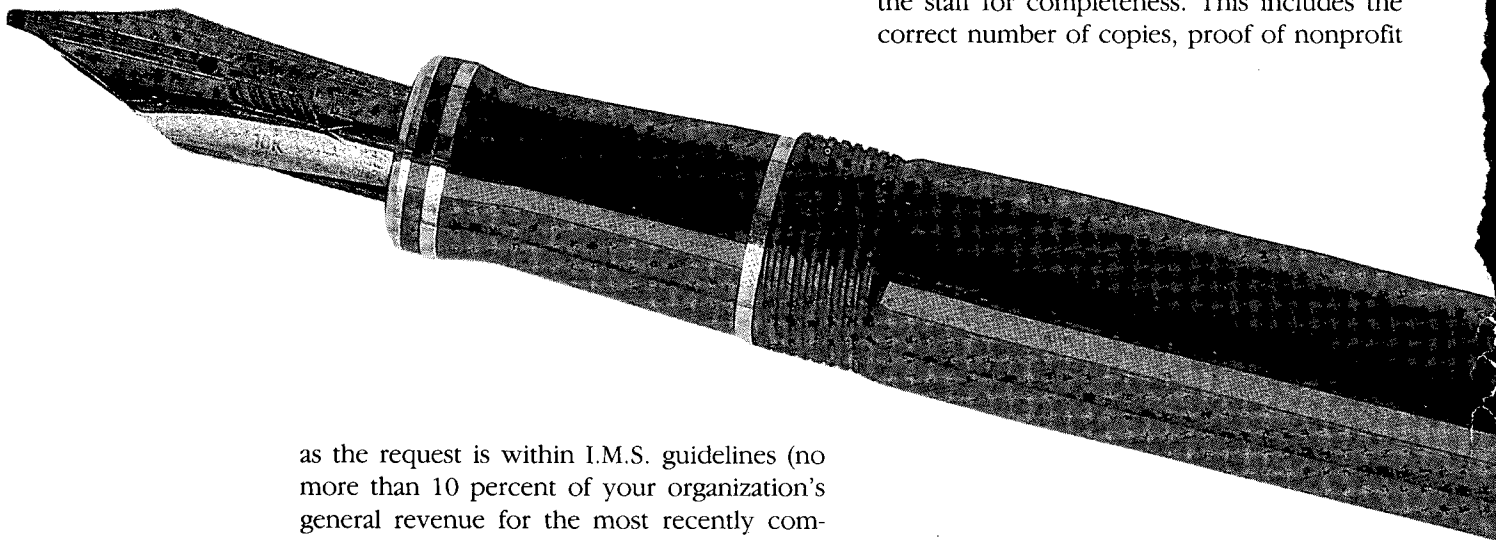 the staff for completeness. This includes the
correct number of copies, proof of nonprofit
10K
as the request is within I.M.S. guidelines (no
more than 10 percent of your organization's
general revenue for the most recently com-